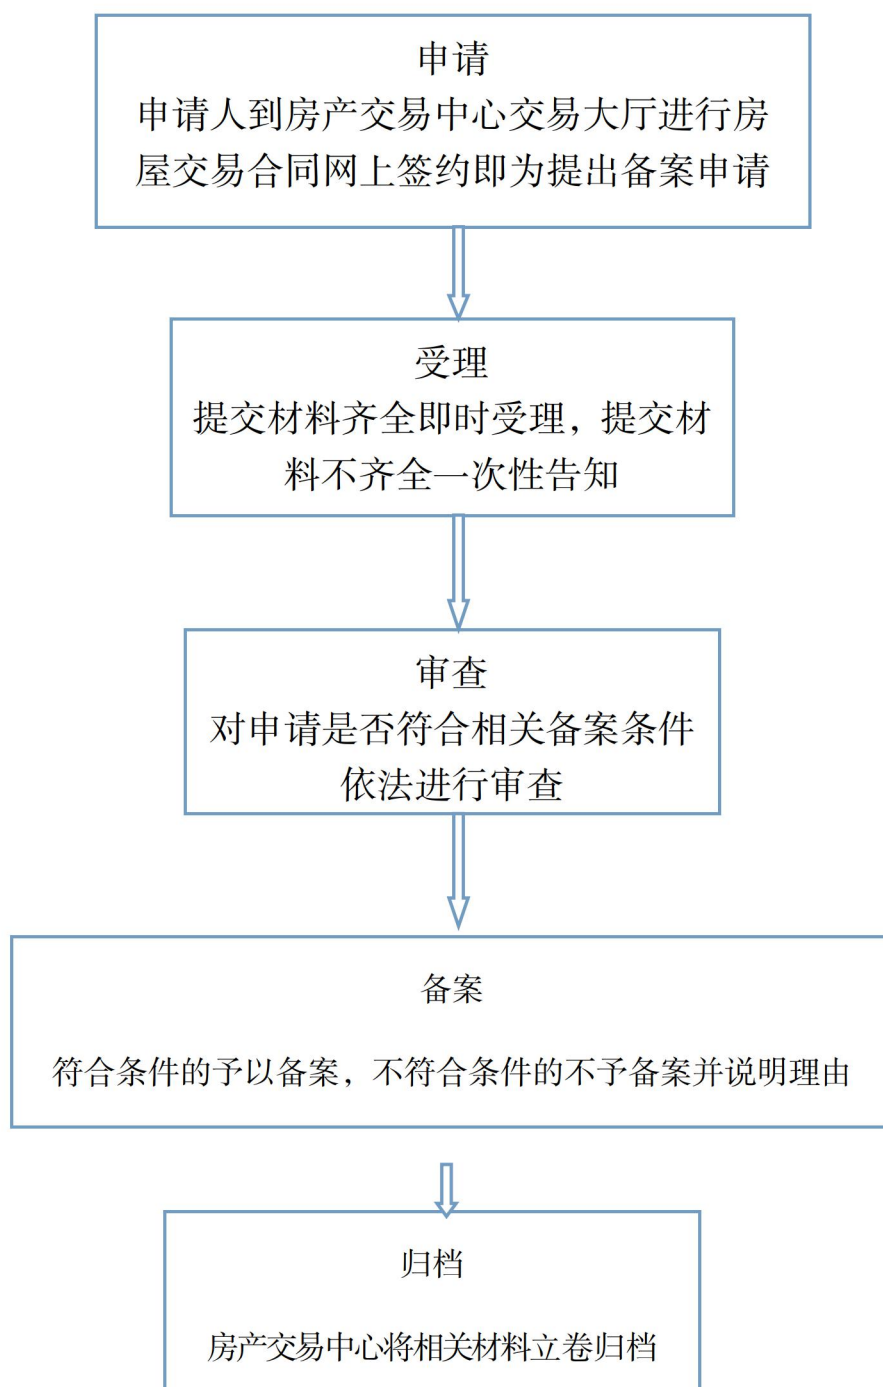 申请
申请人到房产交易中心交易大厅进行房
屋交易合同网上签约即为提出备案申请
受理
提交材料齐全即时受理，提交材
料不齐全一次性告知
审查
对申请是否符合相关备案条件
依法进行审查
备案
符合条件的予以备案，不符合条件的不予备案并说明理由
归档
房产交易中心将相关材料立卷归档